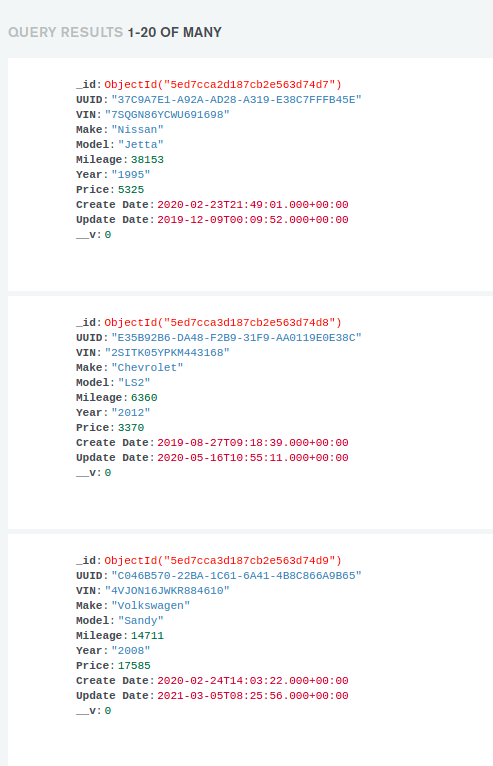 QUERY RESULTS 1-20 OF MANY
_id: ObjectId("5ed7cca2d187cb2e563d74d7")
UUID: "37C9A7E1-A92A-AD28-A319-E38C7FFFB45E"
VIN: "7SQGN86YCWU691698"
Make: "Nissan"
Model: "Jetta"
Mileage: 38153
Year: "1995"
Price: 5325
Create Date: 2020-02-23T21:49:01.000+00:00
Update Date: 2019-12-09T00:09:52.000+00:00
__v: 0
_id: ObjectId("5ed7cca3d187cb2e563d74d8")
UUID: "E35B92B6-DA48-F2B9-31F9-AA0119E0E38C"
VIN: "2SITK05YPKM443168"
Make: "Chevrolet"
Model: "LS2"
Mileage: 6360
Year: "2012"
Price: 3370
Create Date: 2019-08-27T09:18:39.000+00:00
Update Date: 2020-05-16T10:55:11.000+00:00
__v: 0
_id: ObjectId("5ed7cca3d187cb2e563d74d9")
UUID: "C046B570-22BA-1C61-6A41-4B8C866A9B65"
VIN: "4VJON16JWKR884610"
Make: "Volkswagen"
Model: "Sandy"
Mileage: 14711
Year: "2008"
Price: 17585
Create Date: 2020-02-24T14:03:22.000+00:00
Update Date: 2021-03-05T08:25:56.000+00:00
__v: 0